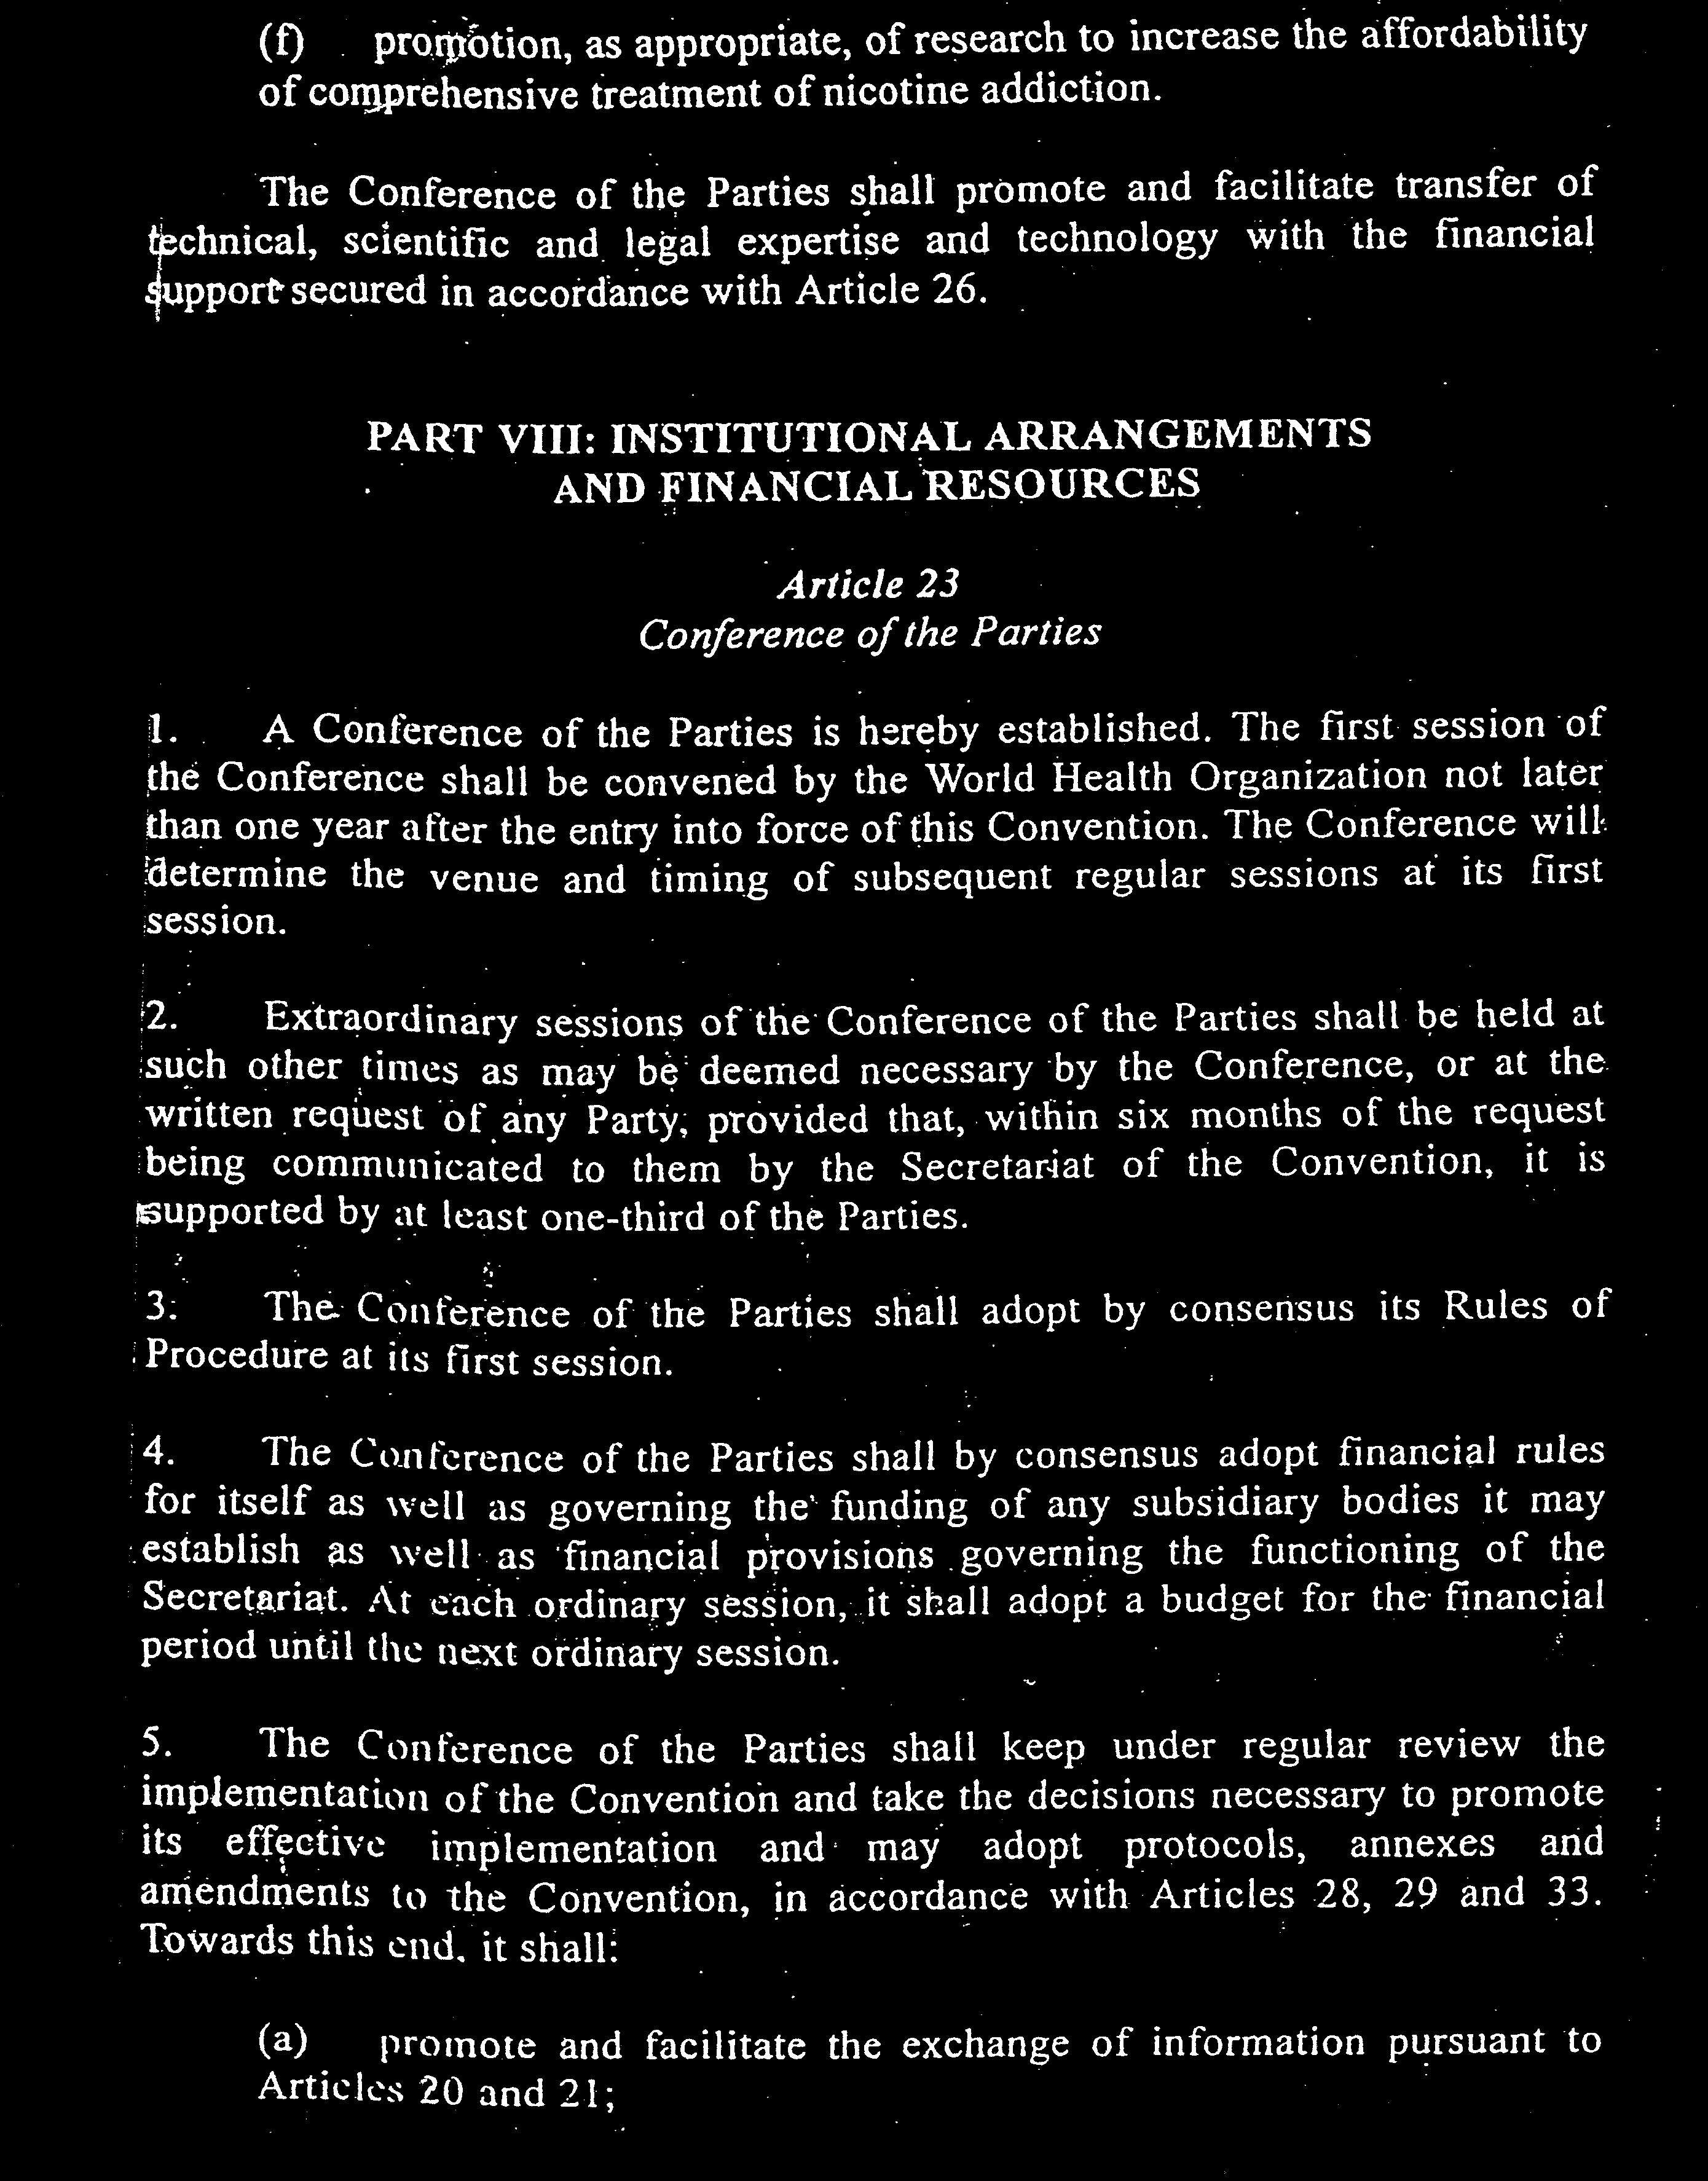 (f) promotion, as appropriate, of research to increase the affordability
of comprehensive treatment of nicotine addiction.
The Conference of the Parties shall promote and facilitate transfer of
technical, scientific and legal expertise and technology with the financial
support secured in accordance with Article 26.
PART VIII: INSTITUTIONAL ARRANGEMENTS
AND FINANCIAL RESOURCES
Article 23
Conference of the Parties
1. A Conference of the Parties is hereby established. The first session of
the Conference shall be convened by the World Health Organization not later
than one year after the entry into force of this Convention. The Conference will
determine the venue and timing of subsequent regular sessions at its first
session.
2. Extraordinary sessions of the Conference of the Parties shall be held at
such other times as may be deemed necessary by the Conference, or at the
written request of any Party, provided that, within six months of the request
being communicated to them by the Secretariat of the Convention, it is
supported by at least one-third of the Parties.
3. The Conference of the Parties shall adopt by consensus its Rules of
Procedure at its first session.
4. The Conference of the Parties shall by consensus adopt financial rules
for itself as well as governing the funding of any subsidiary bodies it may
establish as well as financial provisions governing the functioning of the
Secretariat. At each ordinary session, it shall adopt a budget for the financial
period until the next ordinary session.
5. The Conference of the Parties shall keep under regular review the
implementation of the Convention and take the decisions necessary to promote
its effective implementation and may adopt protocols, annexes and
amendments to the Convention, in accordance with Articles 28, 29 and 33.
Towards this end, it shall:
(a) promote and facilitate the exchange of information pursuant to
Articles 20 and 21;